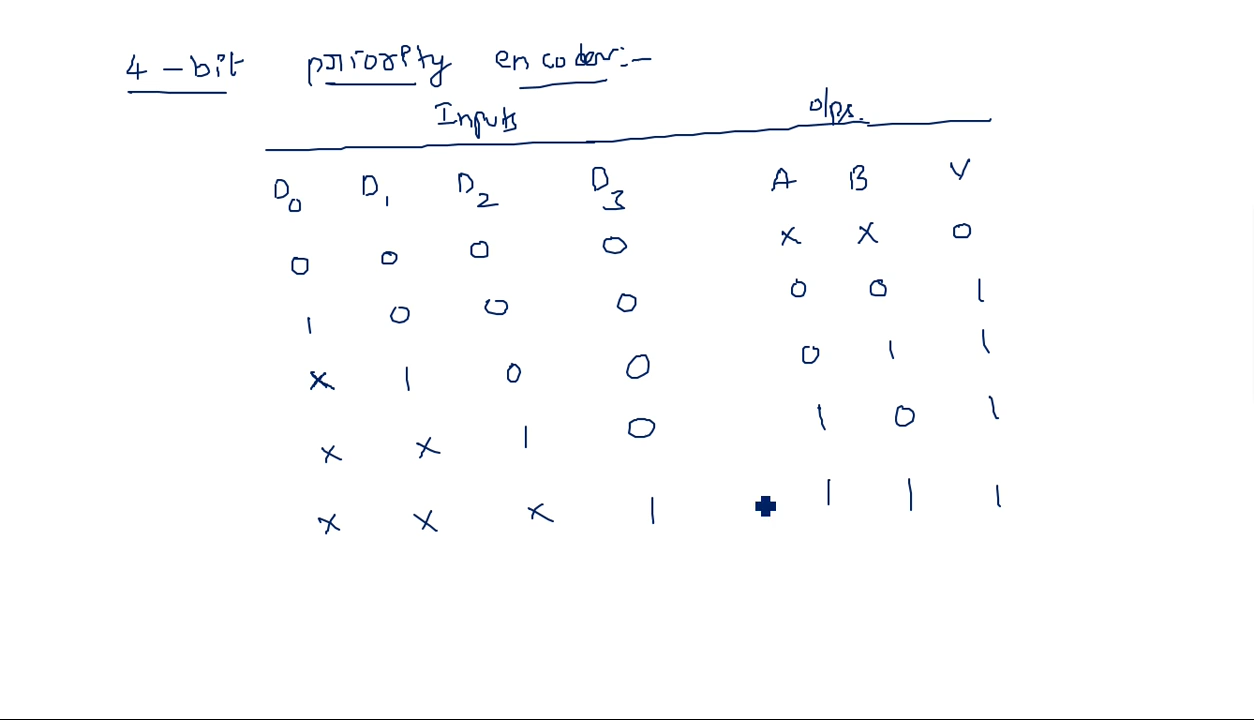 4-bit priority encoder:-
Inputs o/ps.
D0 D1 D2 D3 A B V
0 0 0 0 x x 0
1 0 0 0 0 0 1
x 1 0 0 0 1 1
x x 1 0 1 0 1
x x x 1 1 1 1